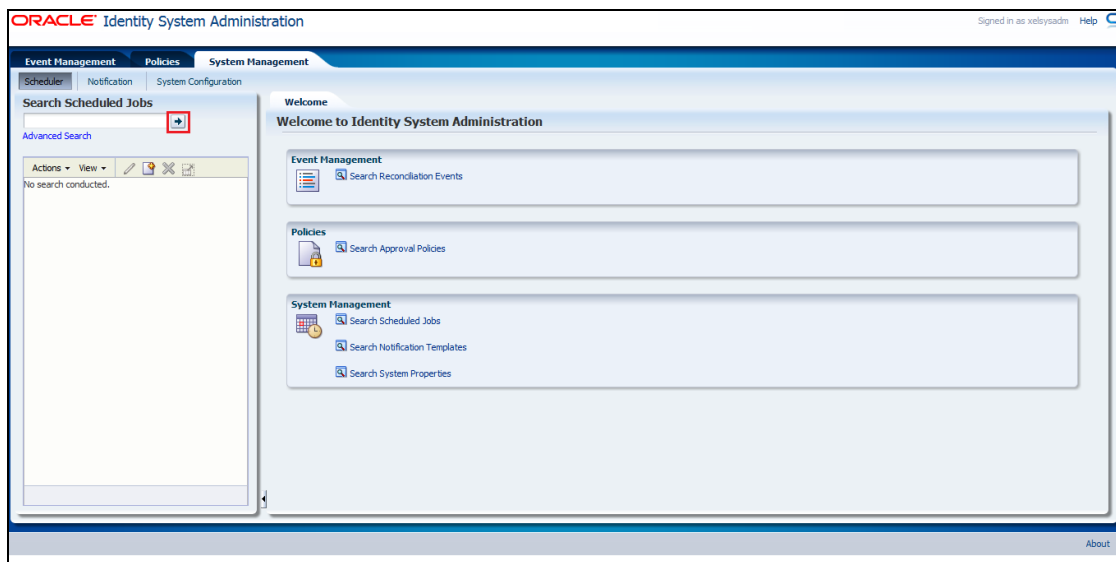 ORACLE Identity System Administration
Signed in as xelsysadm Help
Event Management Policies System Management
Scheduler Notification System Configuration
Search Scheduled Jobs
Advanced Search
Actions View
No search conducted.
Welcome
Welcome to Identity System Administration
Event Management
Search Reconciliation Events
Policies
Search Approval Policies
System Management
Search Scheduled Jobs
Search Notification Templates
Search System Properties
About